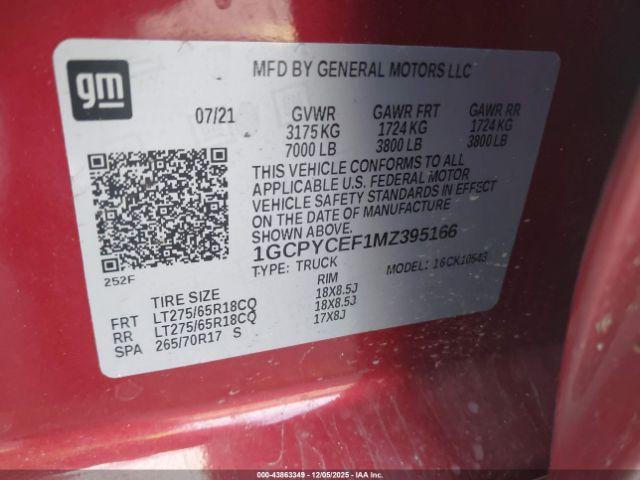 gm
MFD BY GENERAL MOTORS LLC
07/21 GVWR GAWR FRT GAWR RR
3175 KG 1724 KG 1724 KG
7000 LB 3800 LB 3800 LB
THIS VEHICLE CONFORMS TO ALL
APPLICABLE U.S. FEDERAL MOTOR
VEHICLE SAFETY STANDARDS IN EFFECT
ON THE DATE OF MANUFACTURE
SHOWN ABOVE.
1GCPYCEF1MZ395166
TYPE: TRUCK MODEL: 16CK10543
252F
TIRE SIZE RIM
FRT LT275/65R18CQ 18X8.5J
RR LT275/65R18CQ 18X8.5J
SPA 265/70R17 S 17X8J
000-43863349 - 12/05/2025 - IAA Inc.